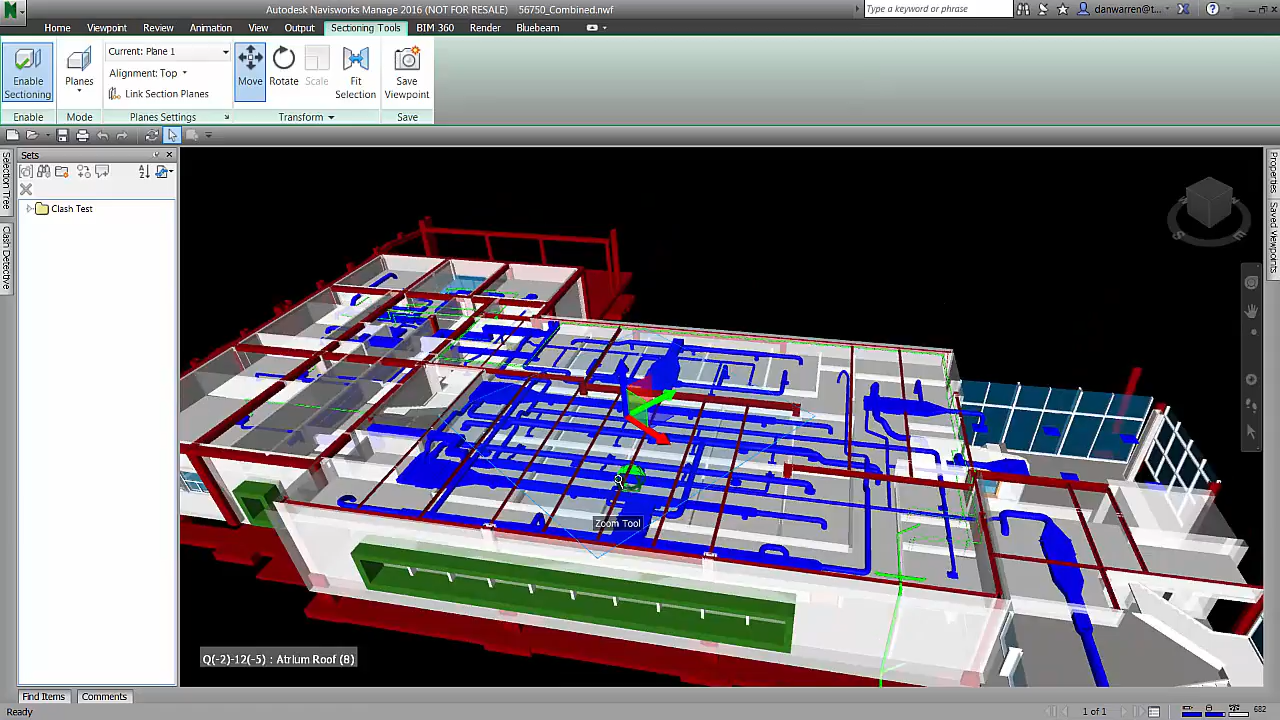 Autodesk Navisworks Manage 2016 (NOT FOR RESALE) 56750_Combined.nwf
Type a keyword or phrase
danwarren@t...
Home Viewpoint Review Animation View Output Sectioning Tools BIM 360 Render Bluebeam
Enable Sectioning
Planes
Current: Plane 1
Alignment: Top
Link Section Planes
Move
Rotate
Scale
Fit Selection
Save Viewpoint
Enable Mode Planes Settings Transform Save
Selection Tree
Clash Detective
Sets
Clash Test
Properties
Saved Viewpoints
S
E
Zoom Tool
Q(-2)-12(-5) : Atrium Roof (8)
Find Items Comments
Ready
1 of 1
682